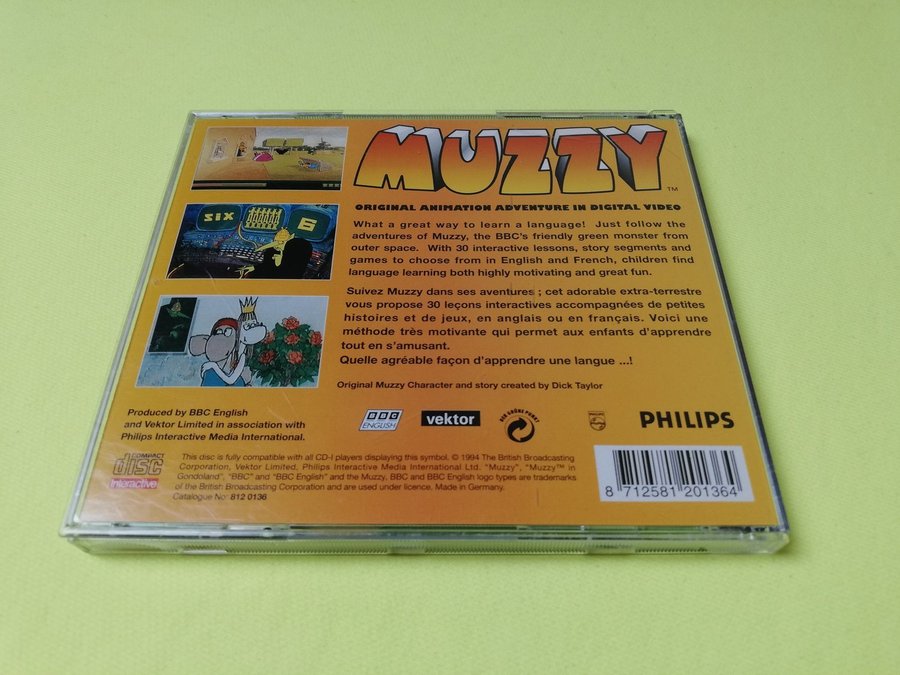 MUZZY™
ORIGINAL ANIMATION ADVENTURE IN DIGITAL VIDEO
What a great way to learn a language! Just follow the
adventures of Muzzy, the BBC's friendly green monster from
outer space. With 30 interactive lessons, story segments and
games to choose from in English and French, children find
language learning both highly motivating and great fun.
SIX
6
Suivez Muzzy dans ses aventures ; cet adorable extra-terrestre
vous propose 30 leçons interactives accompagnées de petites
histoires et de jeux, en anglais ou en français. Voici une
méthode très motivante qui permet aux enfants d'apprendre
tout en s'amusant.
Quelle agréable façon d'apprendre une langue ...!
Original Muzzy Character and story created by Dick Taylor
Produced by BBC English
and Vektor Limited in association with
Philips Interactive Media International.
BBC
ENGLISH
vektor
DER GRÜNE PUNKT
PHILIPS
PHILIPS
COMPACT
disc
Interactive
This disc is fully compatible with all CD-I players displaying this symbol. © 1994 The British Broadcasting
Corporation, Vektor Limited, Philips Interactive Media International Ltd. "Muzzy", "Muzzy™ in
Gondoland", "BBC" and "BBC English" and the Muzzy, BBC and BBC English logo types are trademarks
of the British Broadcasting Corporation and are used under licence. Made in Germany.
Catalogue No: 812 0136
8 712581 201364